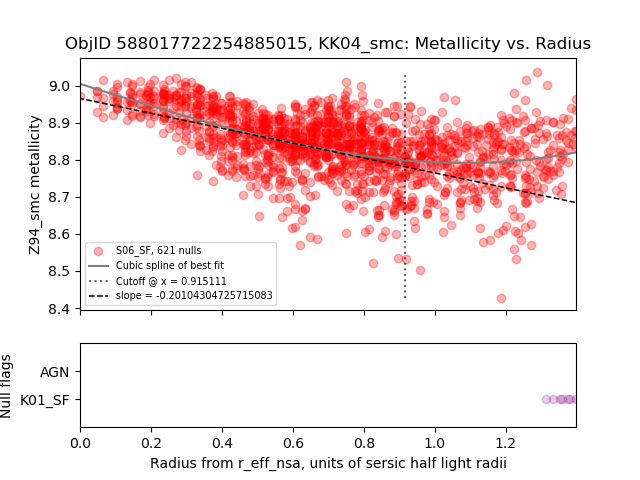 ObjID 588017722254885015, KK04_smc: Metallicity vs. Radius
Z94_smc metallicity
9.0
8.9
8.8
8.7
8.6
8.5
8.4
S06_SF, 621 nulls
Cubic spline of best fit
Cutoff @ x = 0.915111
slope = -0.20104304725715083
Null flags
AGN
K01_SF
0.0 0.2 0.4 0.6 0.8 1.0 1.2
Radius from r_eff_nsa, units of sersic half light radii